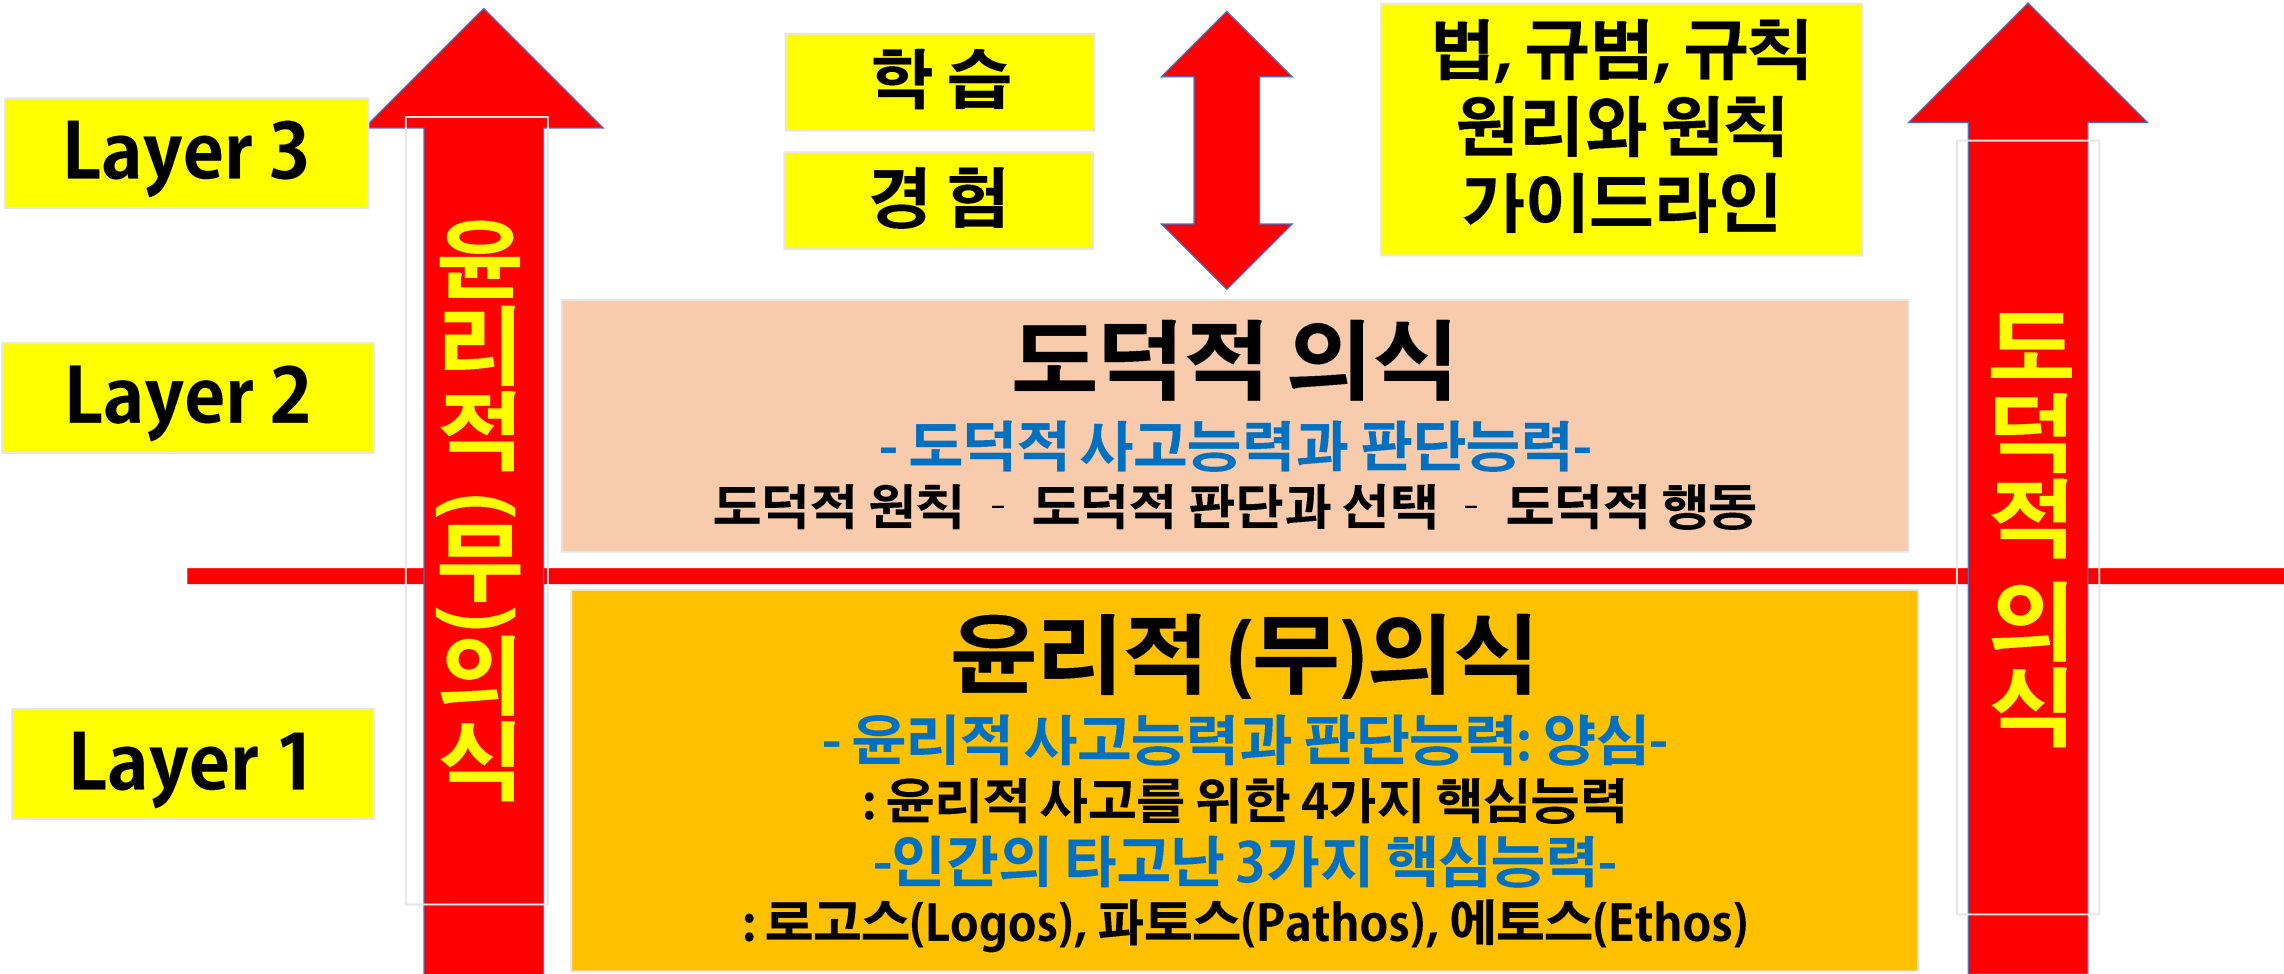 Layer 3
Layer 2
Layer 1
윤리적 (무)의식
학 습
경 험
법, 규범, 규칙
원리와 원칙
가이드라인
도덕적 의식
- 도덕적 사고능력과 판단능력-
도덕적 원칙 - 도덕적 판단과 선택 - 도덕적 행동
윤리적 (무)의식
- 윤리적 사고능력과 판단능력: 양심-
: 윤리적 사고를 위한 4가지 핵심능력
-인간의 타고난 3가지 핵심능력-
: 로고스(Logos), 파토스(Pathos), 에토스(Ethos)
도덕적 의식